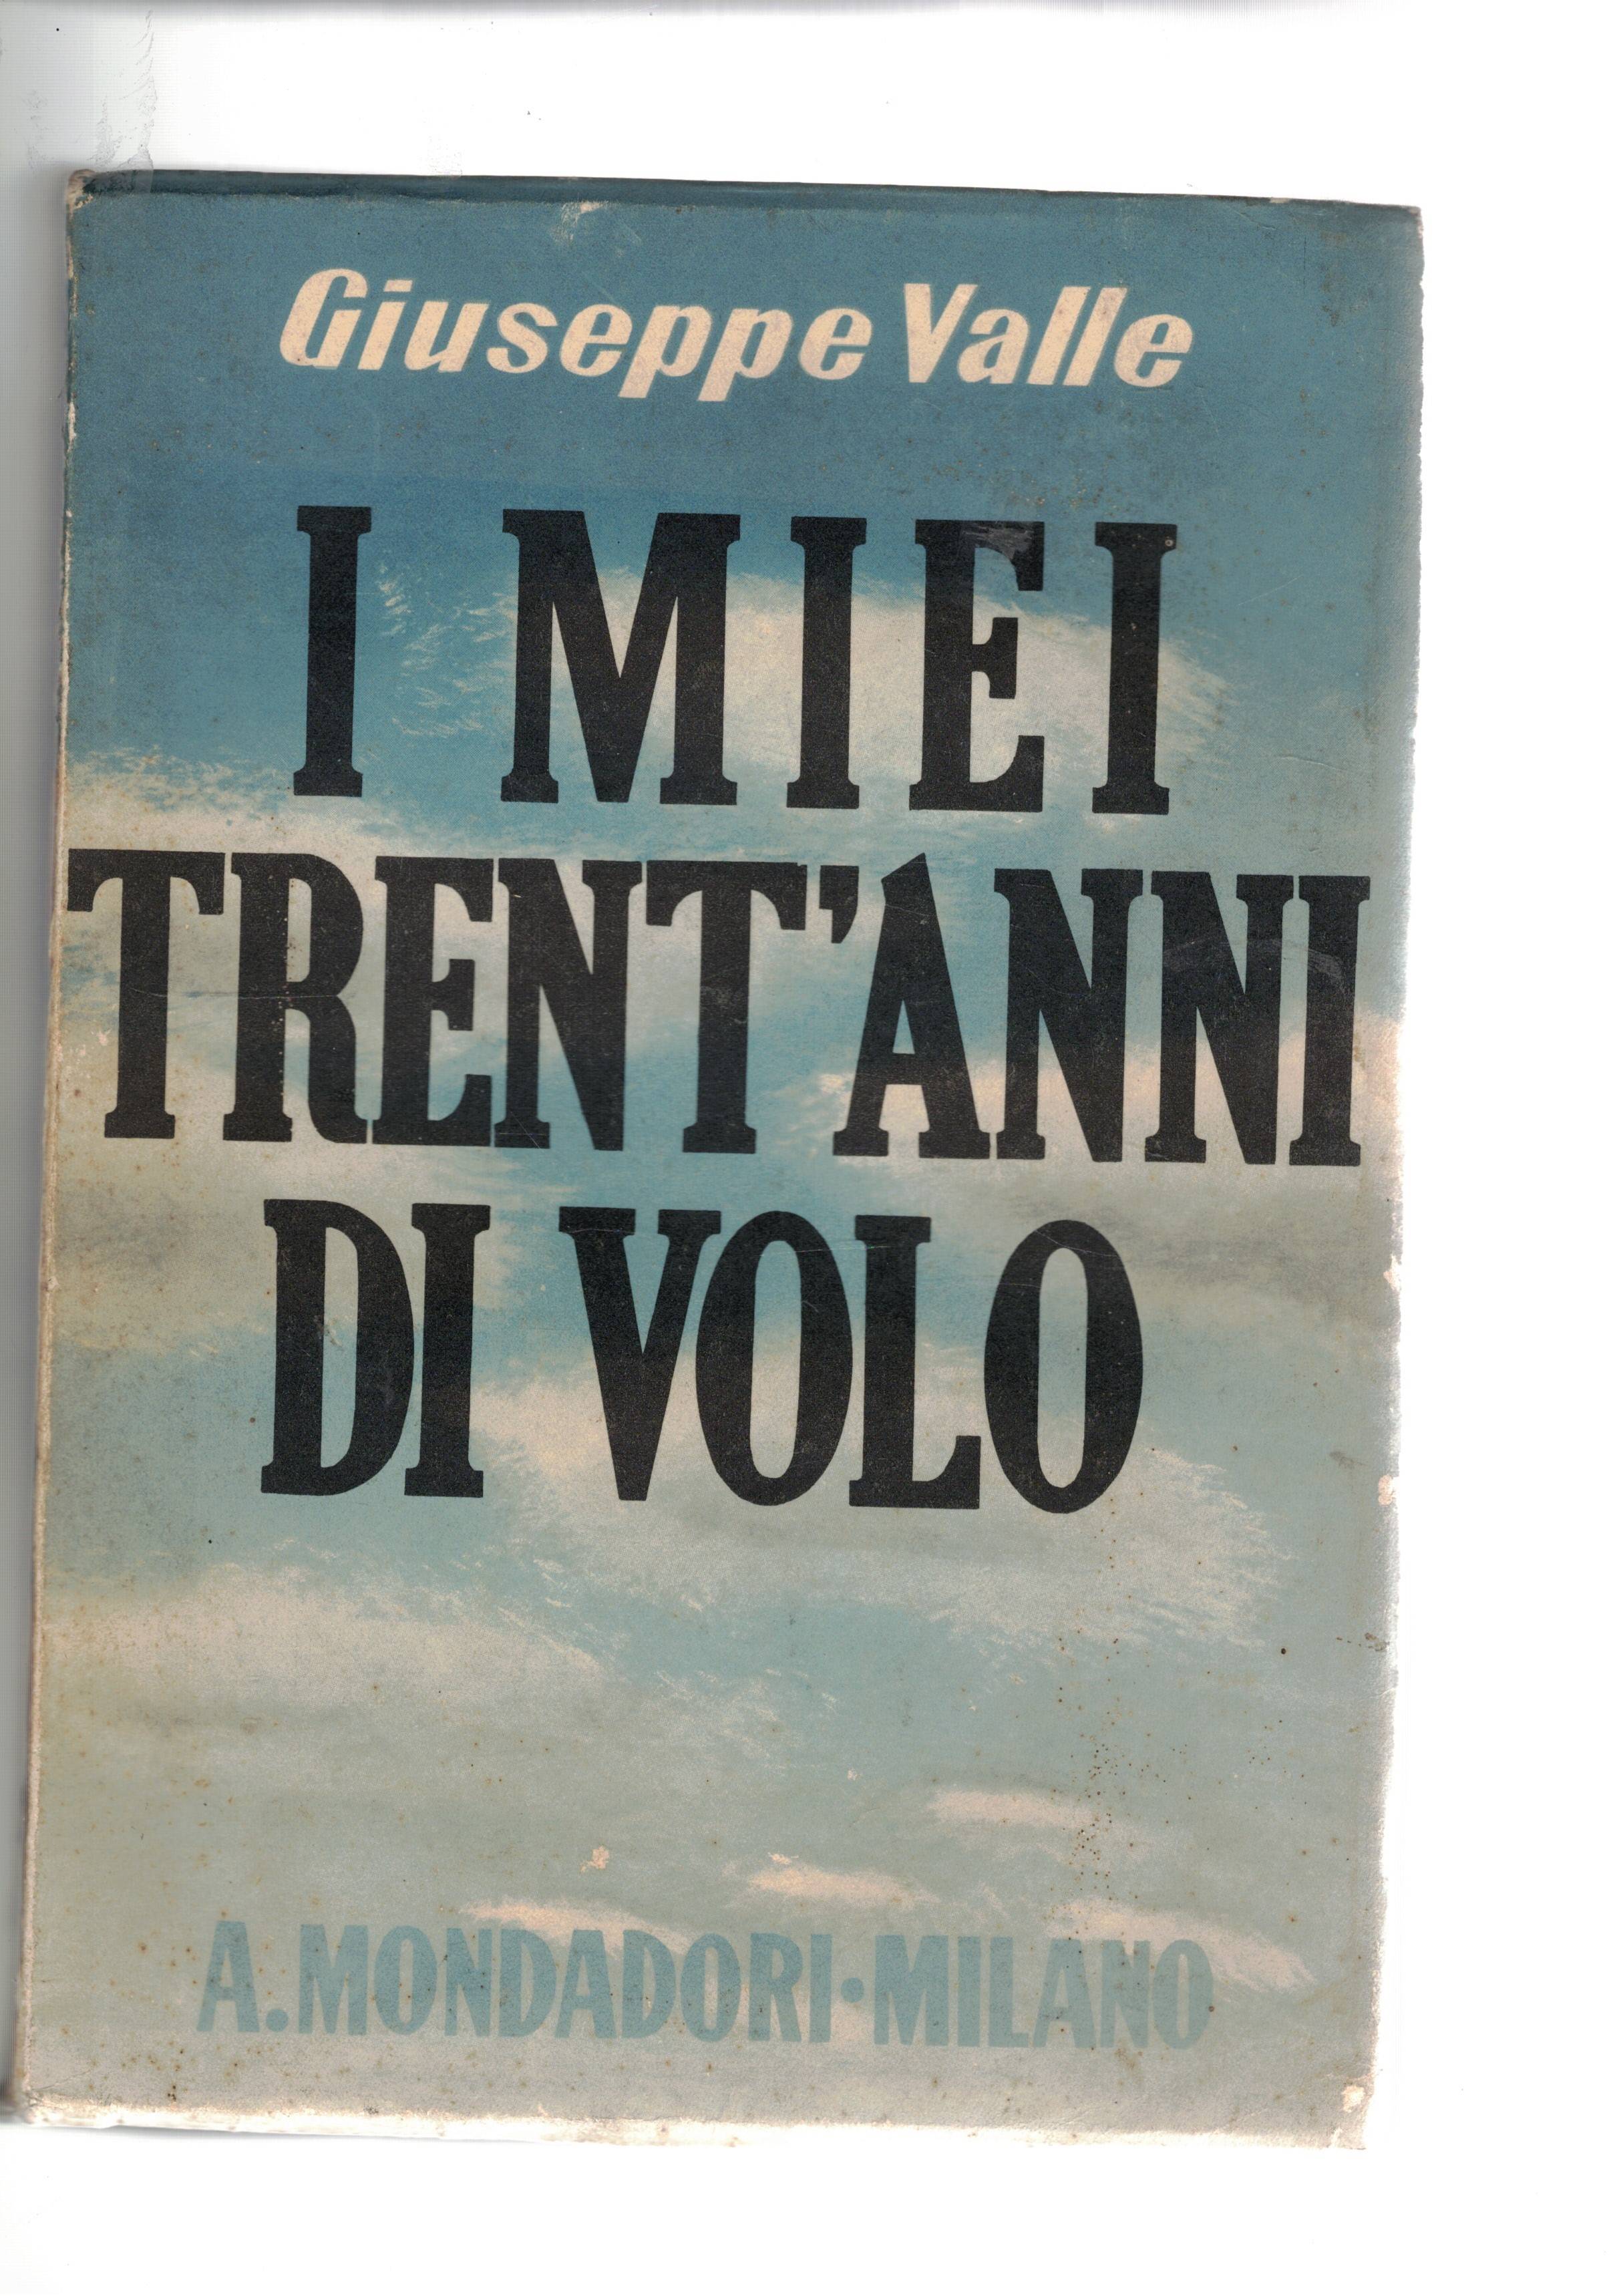 Giuseppe Valle
I MIEI
TRENT'ANNI
DI VOLO
A. MONDADORI • MILANO